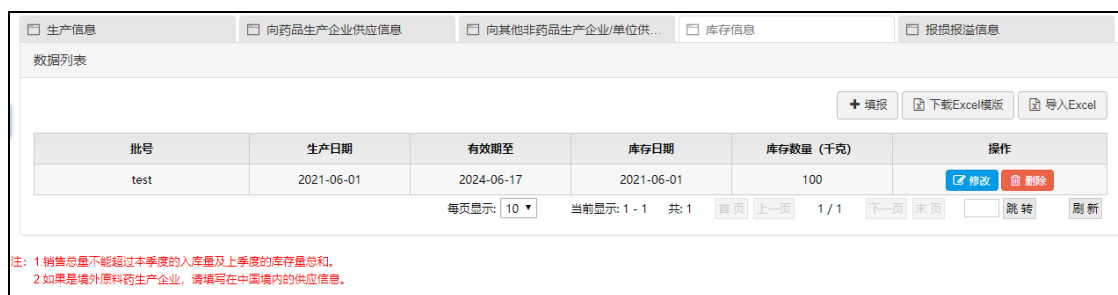 生产信息 向药品生产企业供应信息 向其他非药品生产企业/单位供... 库存信息 报损报溢信息
数据列表
填报 下载Excel模版 导入Excel
批号 生产日期 有效期至 库存日期 库存数量（千克） 操作
test 2021-06-01 2024-06-17 2021-06-01 100 修改 删除
每页显示: 10 当前显示: 1 - 1 共: 1 首页 上一页 1 / 1 下一页 末页 跳转 刷新
注：1.销售总量不能超过本季度的入库量及上季度的库存量总和。
2.如果是境外原料药生产企业，请填写在中国境内的供应信息。